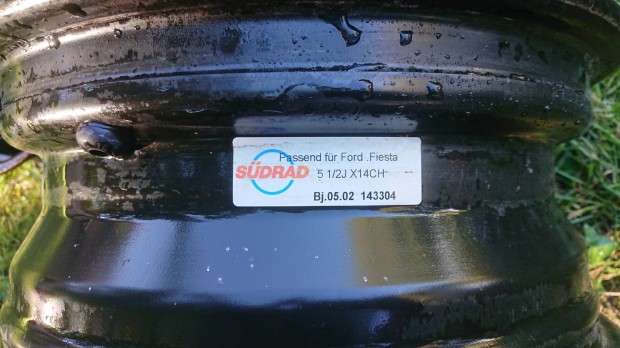 Passend für Ford .Fiesta
SÜDRAD
5 1/2J X14CH
Bj.05.02 143304